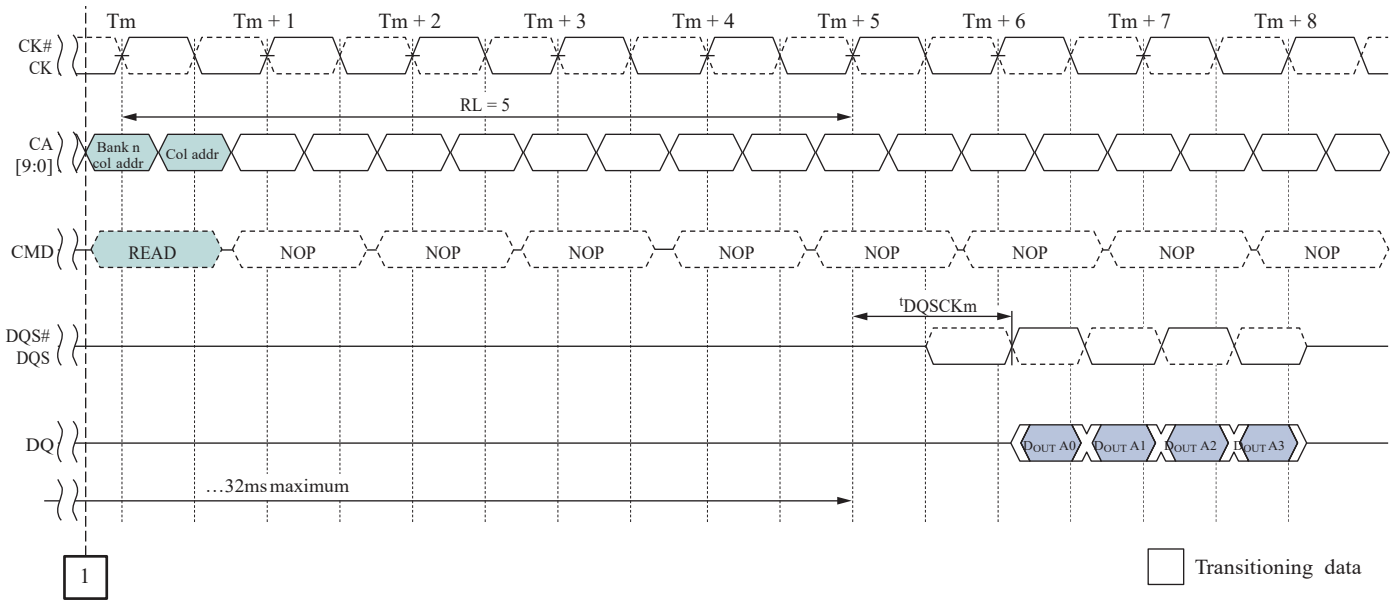 Tm Tm + 1 Tm + 2 Tm + 3 Tm + 4 Tm + 5 Tm + 6 Tm + 7 Tm + 8
CK#
CK
RL = 5
CA
[9:0]
Bank n
col addr
Col addr
CMD READ NOP NOP NOP NOP NOP NOP NOP NOP
tDQSCKm
DQS#
DQS
DQ DOUT A0 DOUT A1 DOUT A2 DOUT A3
…32ms maximum
1
Transitioning data